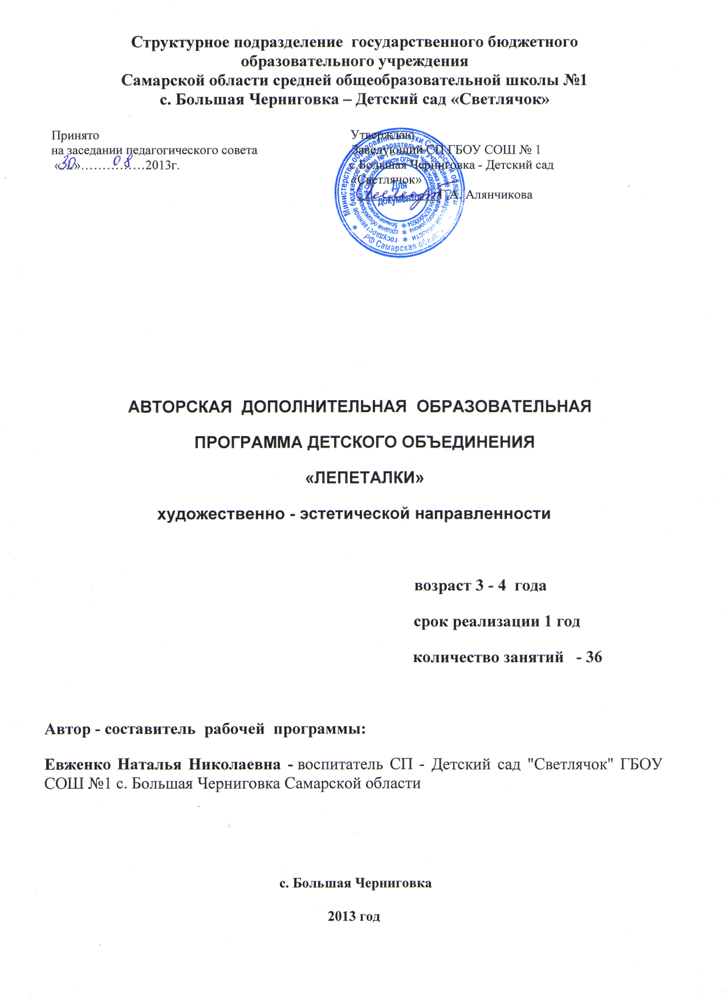 Структурное подразделение государственного бюджетного
образовательного учреждения
Самарской области средней общеобразовательной школы №1
с. Большая Черниговка – Детский сад «Светлячок»
Принято
на заседании педагогического совета
«30»……08………2013г.
Утверждаю
Заведующий СП ГБОУ СОШ № 1
с.Большая Черниговка - Детский сад
«Светлячок»
А. Алянчикова
Для
документов
РФ Самарская область
АВТОРСКАЯ ДОПОЛНИТЕЛЬНАЯ ОБРАЗОВАТЕЛЬНАЯ
ПРОГРАММА ДЕТСКОГО ОБЪЕДИНЕНИЯ
«ЛЕПЕТАЛКИ»
художественно - эстетической направленности
возраст 3 - 4 года
срок реализации 1 год
количество занятий - 36
Автор - составитель рабочей программы:
Евженко Наталья Николаевна - воспитатель СП - Детский сад "Светлячок" ГБОУ
СОШ №1 с. Большая Черниговка Самарской области
с. Большая Черниговка
2013 год